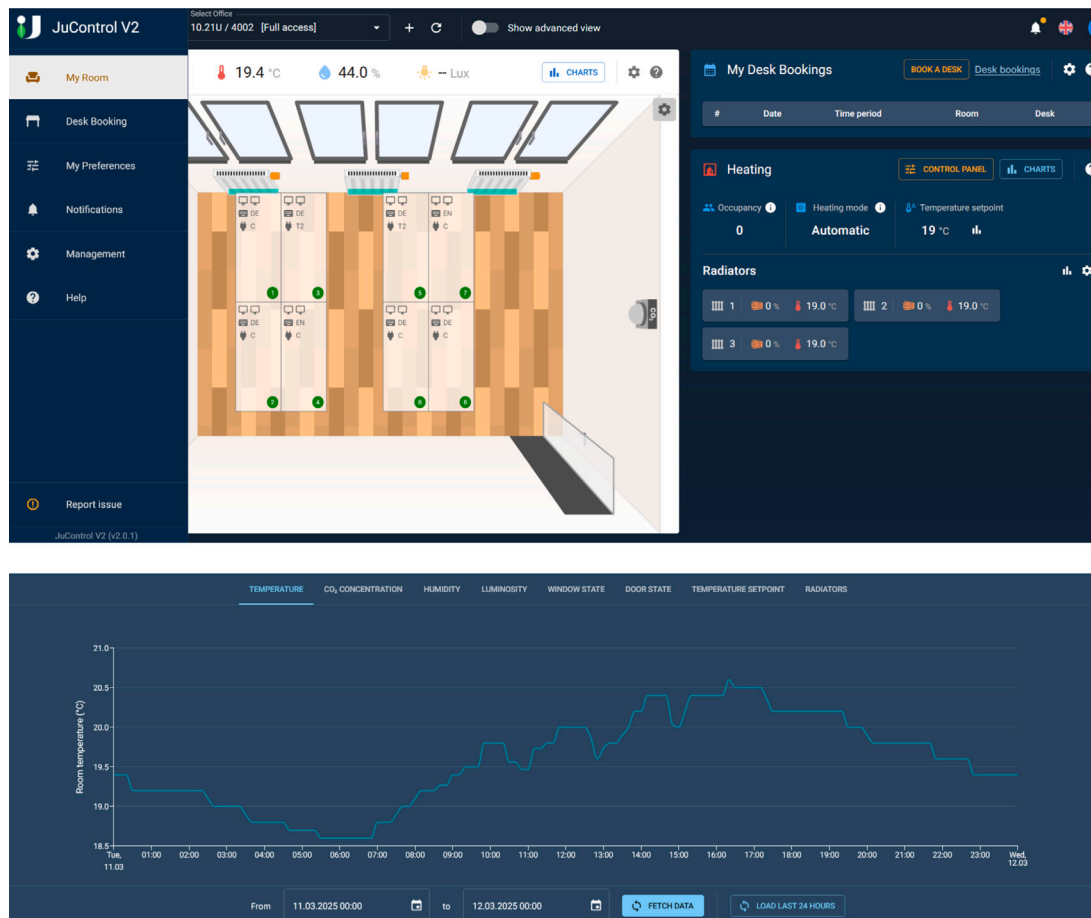 JuControl V2
Select Office
10.21U / 4002 [Full access]
Show advanced view
My Room
Desk Booking
My Preferences
Notifications
Management
Help
Report issue
JuControl V2 (v2.0.1)
19.4 °C
44.0 %
-- Lux
CHARTS
DE
C
DE
T2
DE
T2
EN
C
1
3
5
7
DE
C
EN
C
DE
C
DE
C
2
4
6
8
CO₂
My Desk Bookings
BOOK A DESK
Desk bookings
# Date Time period Room Desk
Heating
CONTROL PANEL
CHARTS
Occupancy
Heating mode
Temperature setpoint
0
Automatic
19 °C
Radiators
1 0 % 19.0 °C
2 0 % 19.0 °C
3 0 % 19.0 °C
TEMPERATURE CO₂ CONCENTRATION HUMIDITY LUMINOSITY WINDOW STATE DOOR STATE TEMPERATURE SETPOINT RADIATORS
Room temperature (°C)
21.0
20.5
20.0
19.5
19.0
18.5
Tue, 01:00 02:00 03:00 04:00 05:00 06:00 07:00 08:00 09:00 10:00 11:00 12:00 13:00 14:00 15:00 16:00 17:00 18:00 19:00 20:00 21:00 22:00 23:00 Wed,
11.03 12.03
From 11.03.2025 00:00 to 12.03.2025 00:00 FETCH DATA LOAD LAST 24 HOURS